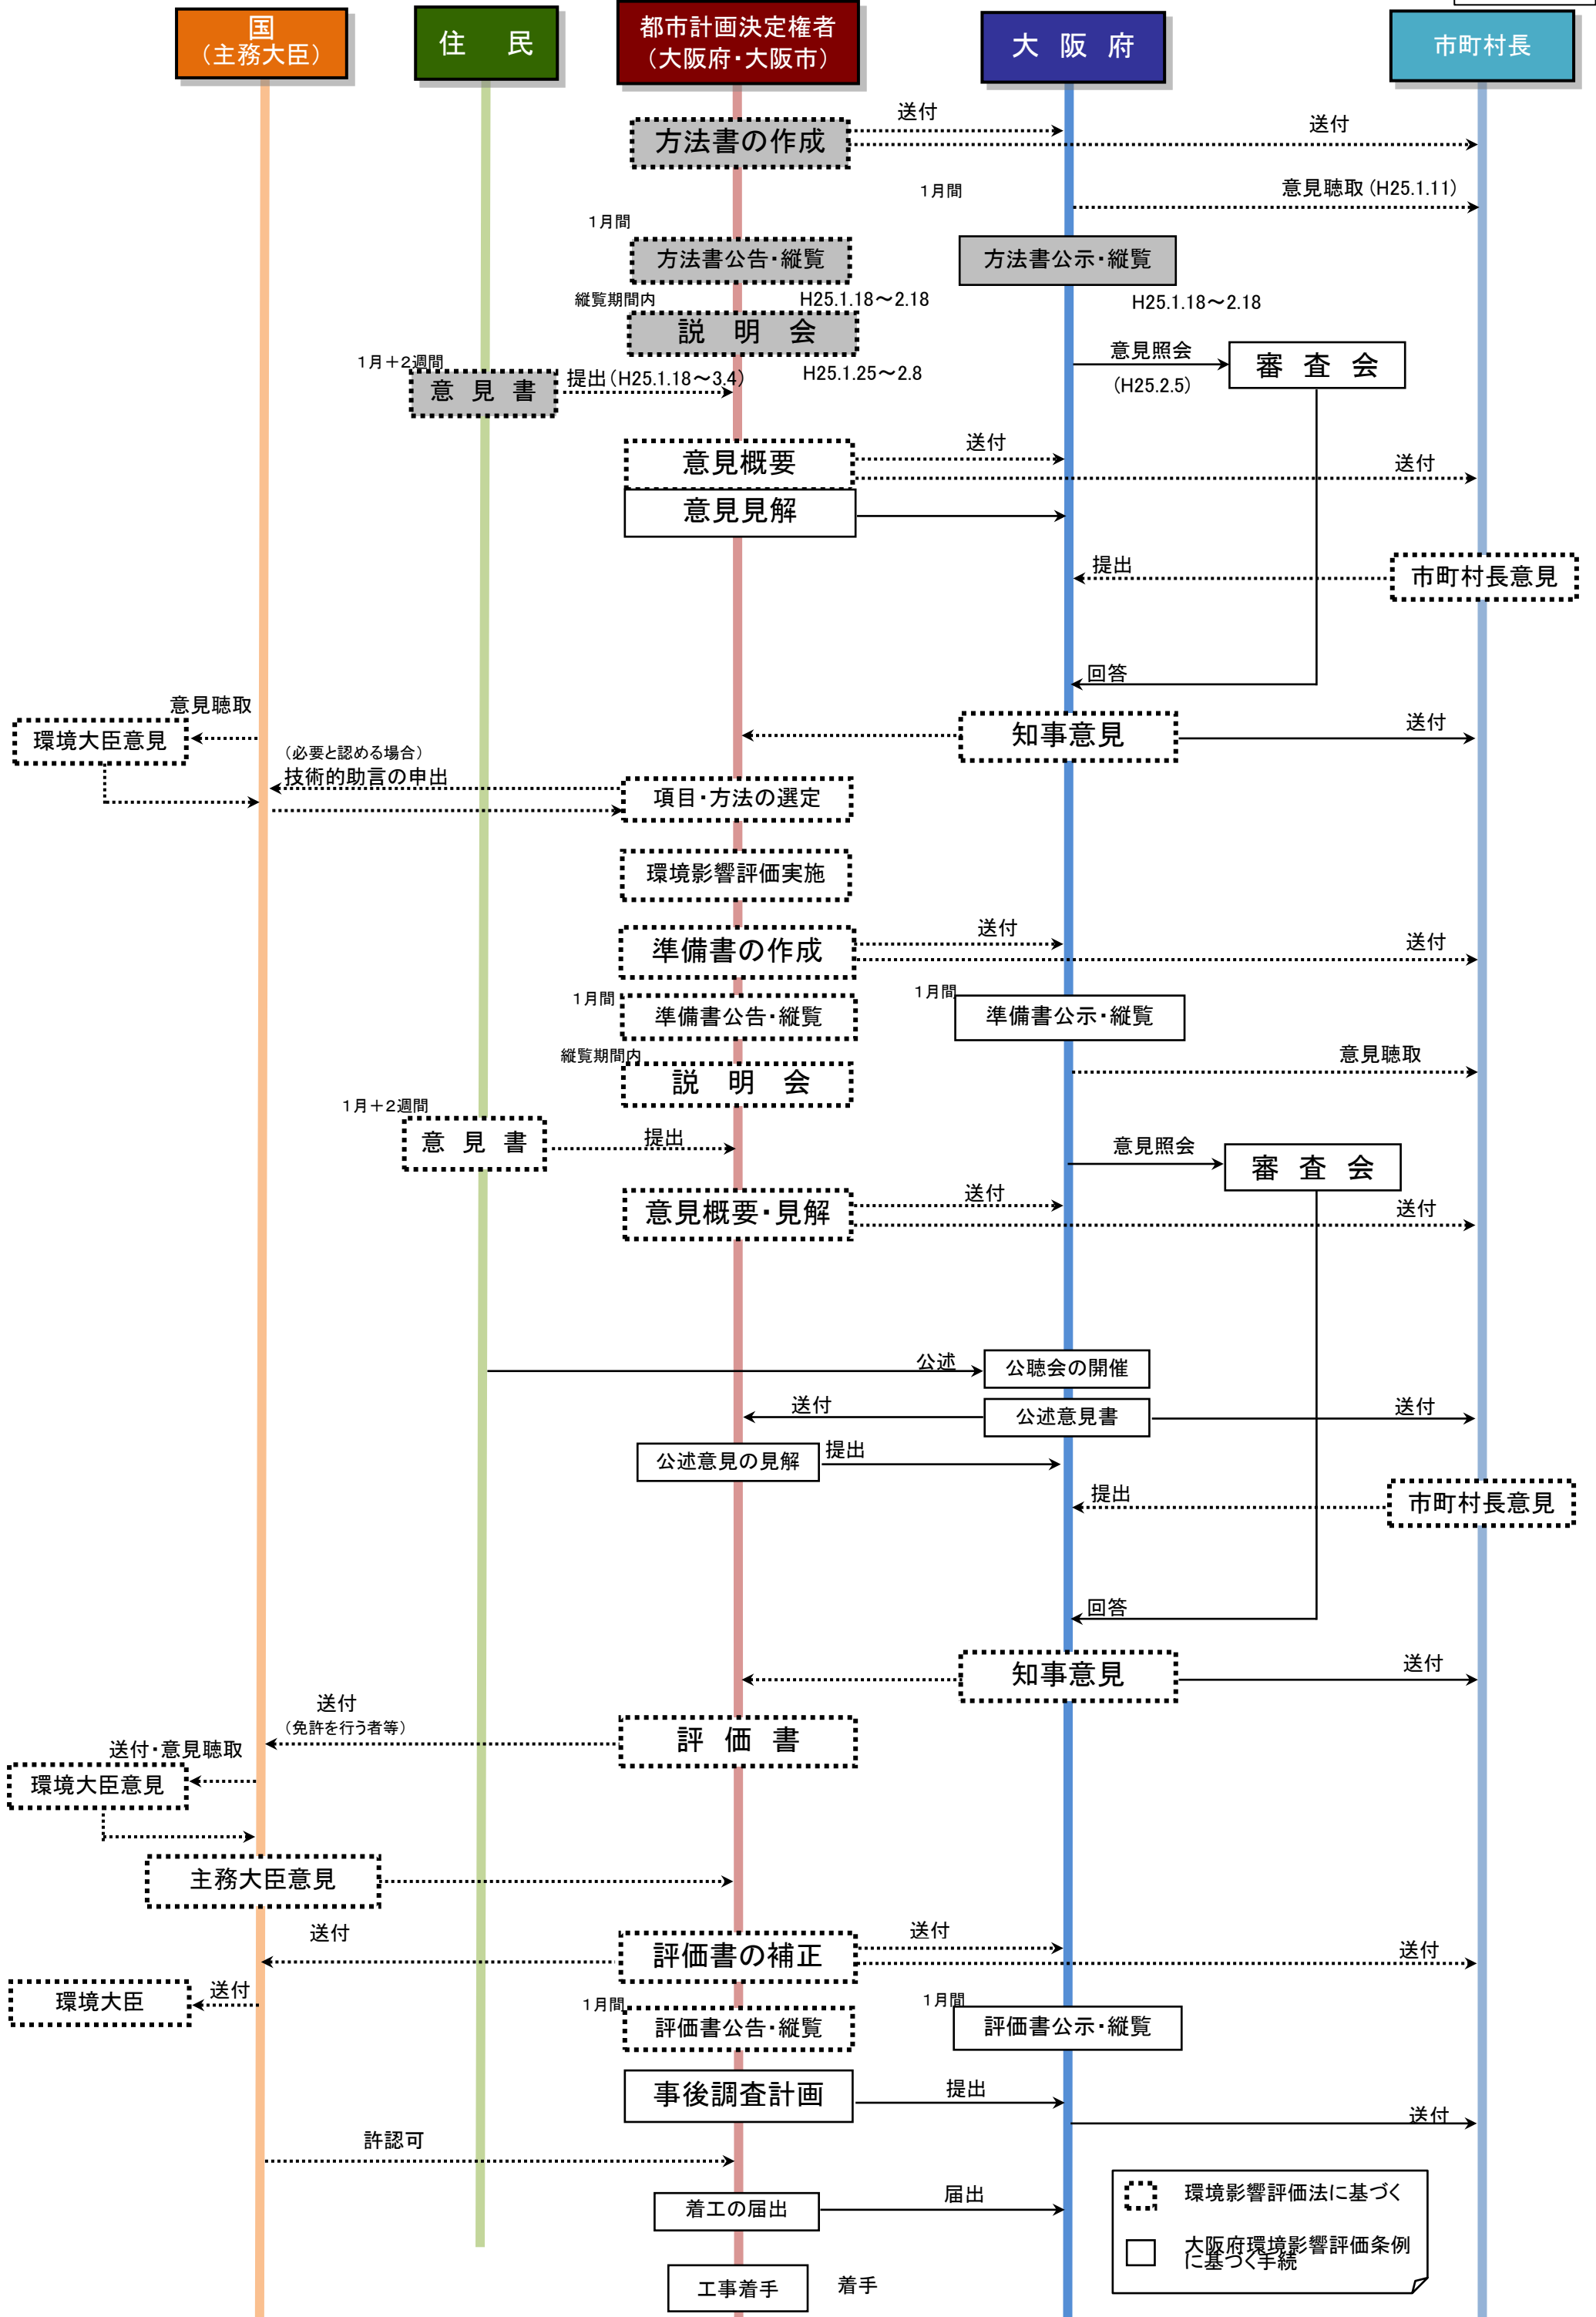 国
（主務大臣）
住　民
都市計画決定権者
（大阪府・大阪市）
大 阪 府
市町村長
方法書の作成
送付
送付
1月間
意見聴取（H25.1.11）
1月間
方法書公告・縦覧
方法書公示・縦覧
縦覧期間内
H25.1.18～2.18
H25.1.18～2.18
説　明　会
1月＋2週間
意 見 書
提出（H25.1.18～3.4）
H25.1.25～2.8
意見照会
（H25.2.5）
審 査 会
意見概要
送付
送付
意見見解
提出
市町村長意見
回答
意見聴取
環境大臣意見
知事意見
送付
（必要と認める場合）
技術的助言の申出
項目・方法の選定
環境影響評価実施
準備書の作成
送付
送付
1月間
準備書公告・縦覧
1月間
準備書公示・縦覧
縦覧期間内
説　明　会
意見聴取
1月＋2週間
意 見 書
提出
意見照会
審 査 会
意見概要・見解
送付
送付
公述
公聴会の開催
送付
公述意見書
送付
公述意見の見解
提出
提出
市町村長意見
回答
知事意見
送付
送付
（免許を行う者等）
評 価 書
送付・意見聴取
環境大臣意見
主務大臣意見
送付
評価書の補正
送付
送付
環境大臣
送付
1月間
評価書公告・縦覧
1月間
評価書公示・縦覧
事後調査計画
提出
送付
許認可
着工の届出
届出
環境影響評価法に基づく
大阪府環境影響評価条例
に基づく手続
工事着手
着手